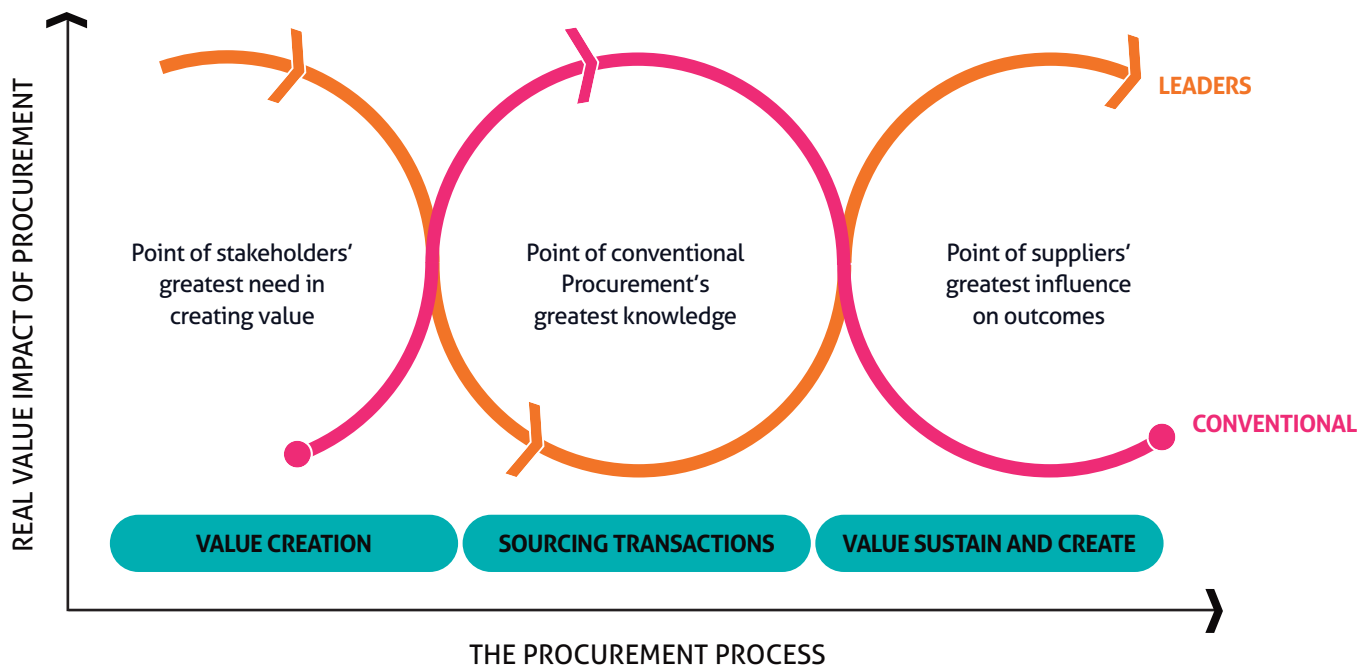 REAL VALUE IMPACT OF PROCUREMENT
LEADERS
Point of stakeholders’
greatest need in
creating value
Point of conventional
Procurement‘s
greatest knowledge
Point of suppliers’
greatest influence
on outcomes
CONVENTIONAL
VALUE CREATION
SOURCING TRANSACTIONS
VALUE SUSTAIN AND CREATE
THE PROCUREMENT PROCESS